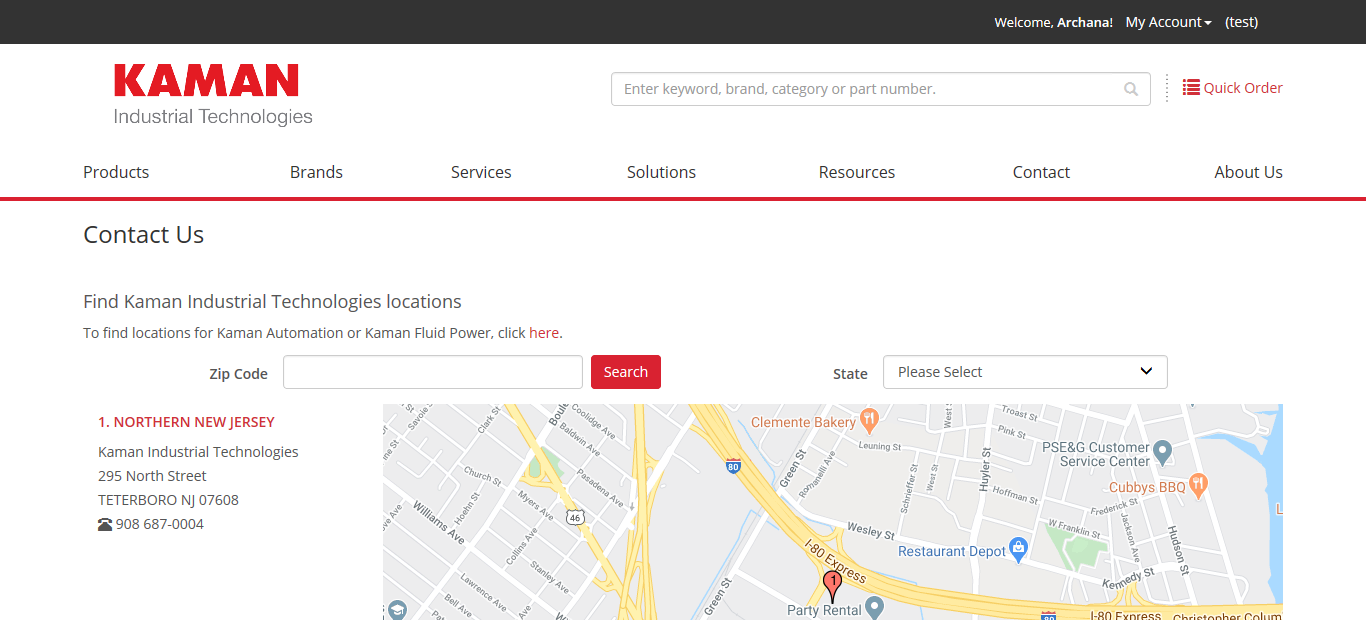 Welcome, Archana! My Account (test)
KAMAN
Industrial Technologies
Enter keyword, brand, category or part number.
Quick Order
Products Brands Services Solutions Resources Contact About Us
Contact Us
Find Kaman Industrial Technologies locations
To find locations for Kaman Automation or Kaman Fluid Power, click here.
Zip Code Search State Please Select
1. NORTHERN NEW JERSEY
Kaman Industrial Technologies
295 North Street
TETERBORO NJ 07608
908 687-0004
Savoie St
Clark St
Boule
Coolidge Ave
Baldwin Ave
Clemente Bakery
West S
Troast St
Pink St
Leuning St
PSE&G Customer
Service Center
80
Green St
Romanelli Ave
Schrieffer St
West St
Huyler St
Church St
Pasadena Ave
Cubbys BBQ
Hoffman St
Frederick St
Williams Ave
Hoehn St
Myers Ave
46
Wesley St
W Franklin St
Jackson Ave
Hudson St
Collins Ave
I-80 Express
Restaurant Depot
Stanley Ave
Lawrence Ave
Kennedy St
1
Green St
Bell Ave
Party Rental
80
I-80 Express
Christopher Colum